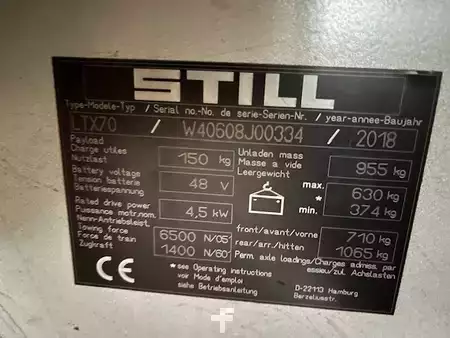 STILL
Type-Modele-Typ / Serial no.-No. de serie-Serien-Nr. / year-annee-Baujahr
LTX70 / W40608J00334 / 2018
Payload
Charge utiles
Nutzlast
150 kg
Unladen mass
Masse a vide
Leergewicht
955 kg
Battery voltage
Tension batterie
Batteriespannung
48 V
max. 630 kg
* min. 374 kg
Rated drive power
Puissance motr.nom.
Nenn-Antriebsleist.
4,5 kW
Towing force
Force de train
Zugkraft
6500 N/05'
1400 N/60'
front/avant/vorne 710 kg
rear/arr./hitten 1065 kg
Perm. axle loadings/Charges admiss. par
essieu/zul. Achslasten
CE
* see Operating instructions
voir Mode d'emploi
siehe Betriebsanleitung
D-22113 Hamburg
Berzeliusstr.